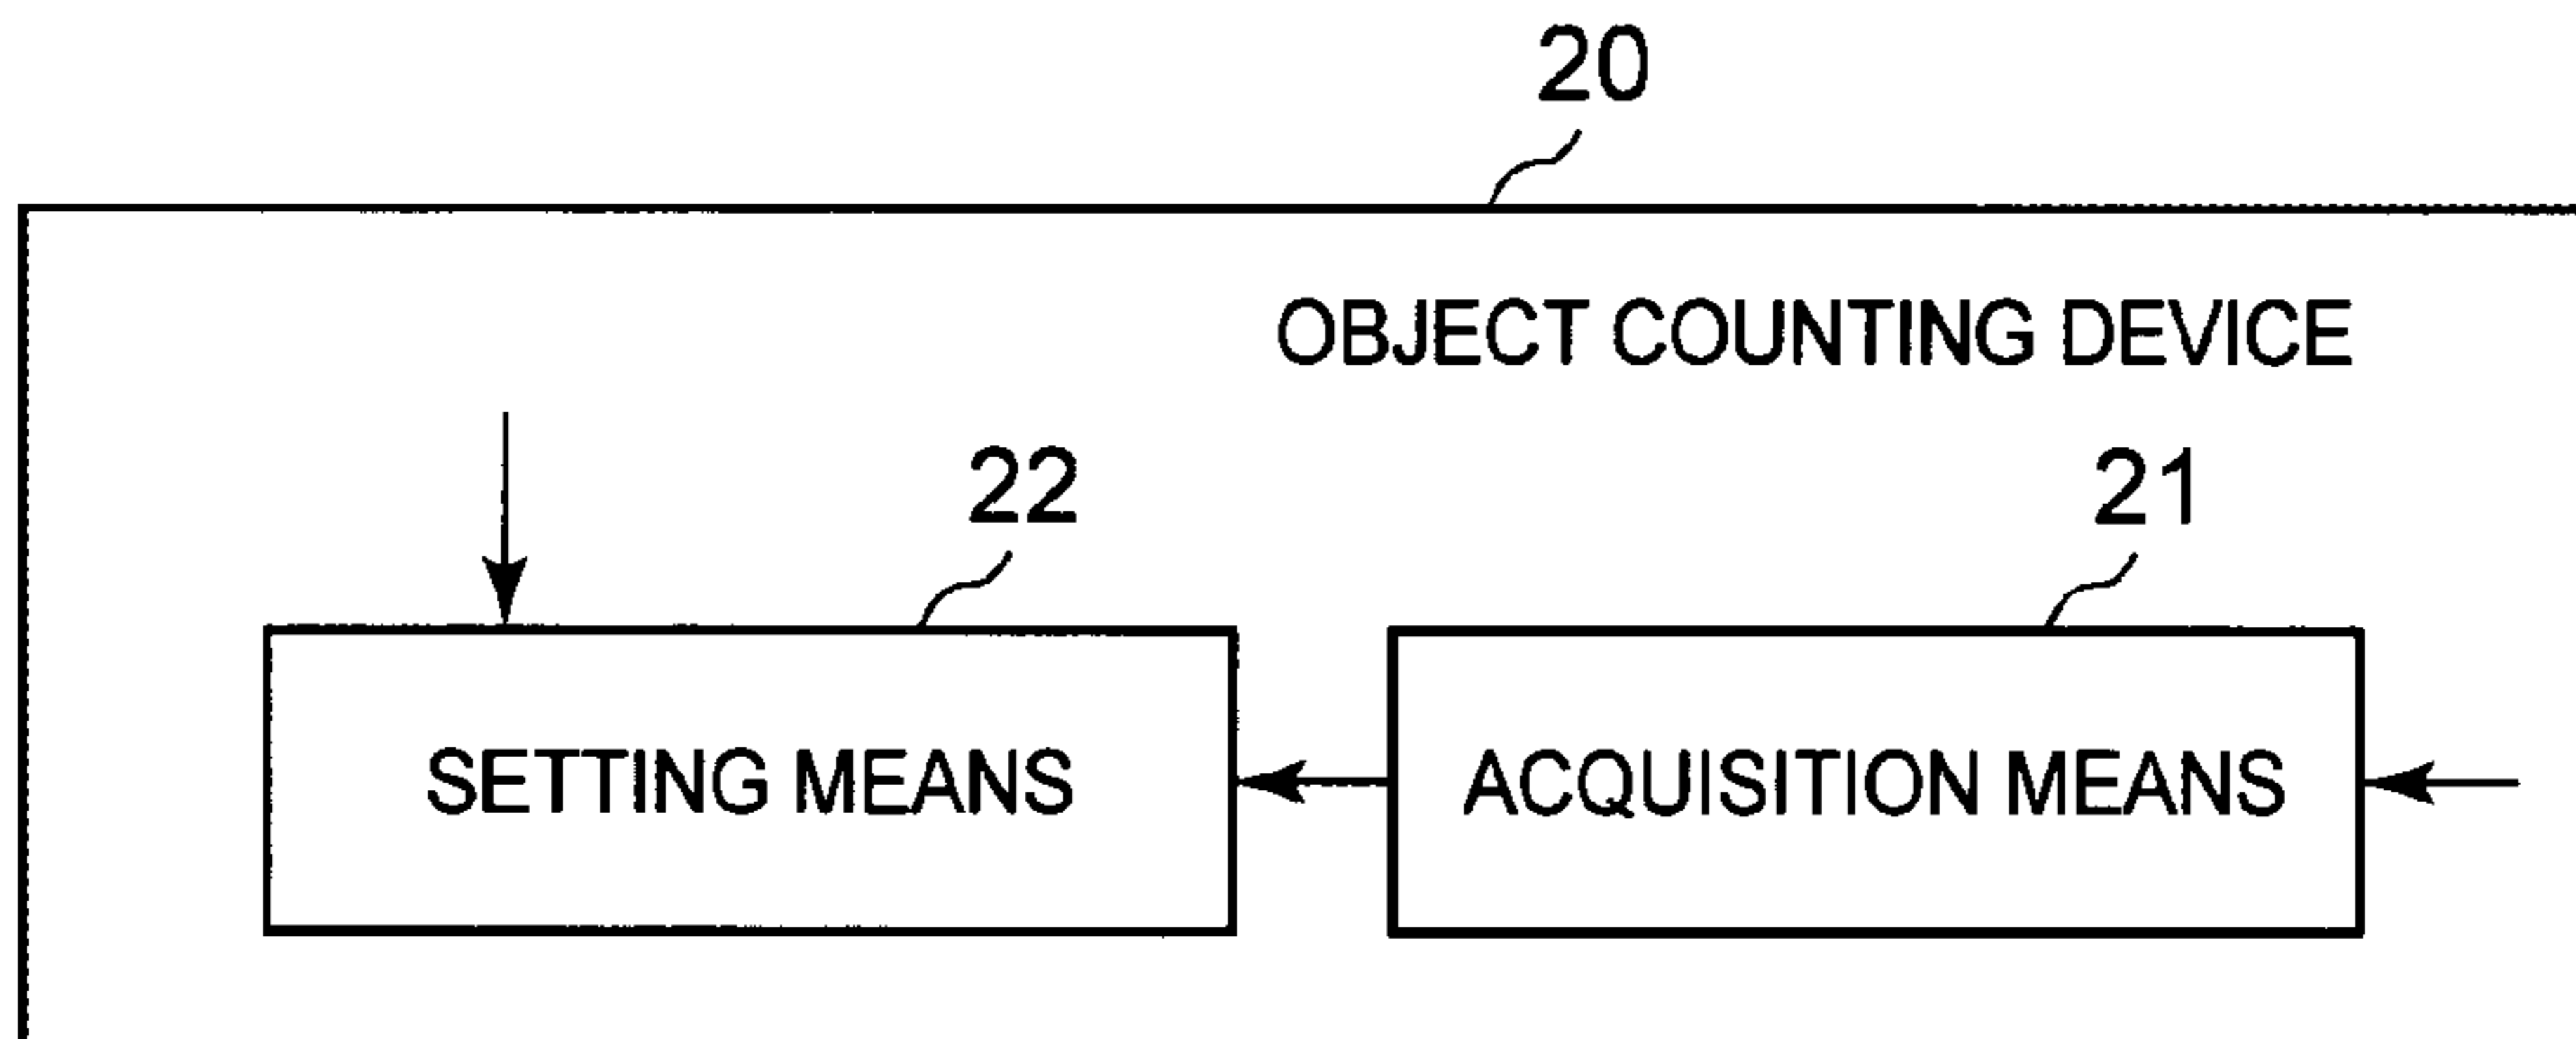 20
OBJECT COUNTING DEVICE
22
21
SETTING MEANS
ACQUISITION MEANS